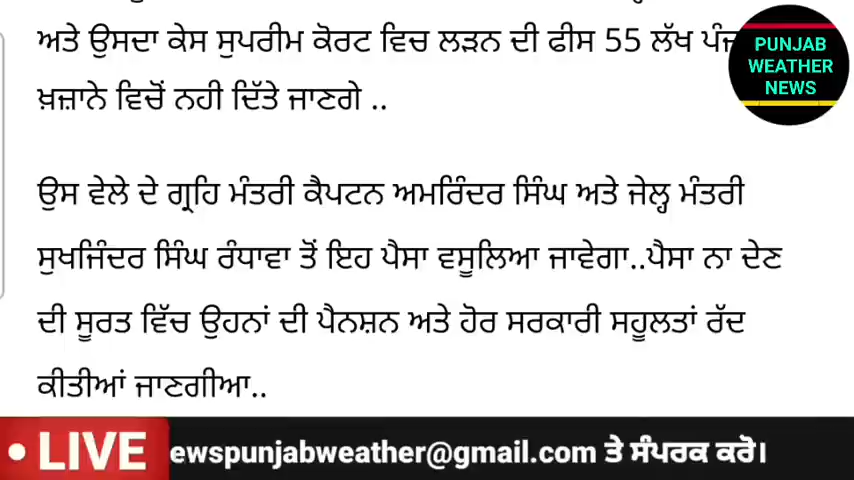 ਅਤੇ ਉਸਦਾ ਕੇਸ ਸੁਪਰੀਮ ਕੋਰਟ ਵਿਚ ਲੜਨ ਦੀ ਫੀਸ 55 ਲੱਖ
ਖ਼ਜ਼ਾਨੇ ਵਿਚੋਂ ਨਹੀ ਦਿੱਤੇ ਜਾਣਗੇ ..
PUNJAB
WEATHER
NEWS
ਉਸ ਵੇਲੇ ਦੇ ਗ੍ਰਹਿ ਮੰਤਰੀ ਕੈਪਟਨ ਅਮਰਿੰਦਰ ਸਿੰਘ ਅਤੇ ਜੇਲ੍ਹ ਮੰਤਰੀ
ਸੁਖਜਿੰਦਰ ਸਿੰਘ ਰੰਧਾਵਾ ਤੋਂ ਇਹ ਪੈਸਾ ਵਸੂਲਿਆ ਜਾਵੇਗਾ..ਪੈਸਾ ਨਾ ਦੇਣ
ਦੀ ਸੂਰਤ ਵਿੱਚ ਉਹਨਾਂ ਦੀ ਪੈਨਸ਼ਨ ਅਤੇ ਹੋਰ ਸਰਕਾਰੀ ਸਹੂਲਤਾਂ ਰੱਦ
ਕੀਤੀਆਂ ਜਾਣਗੀਆ..
• LIVE ewspunjabweather@gmail.com ਤੇ ਸੰਪਰਕ ਕਰੋ।